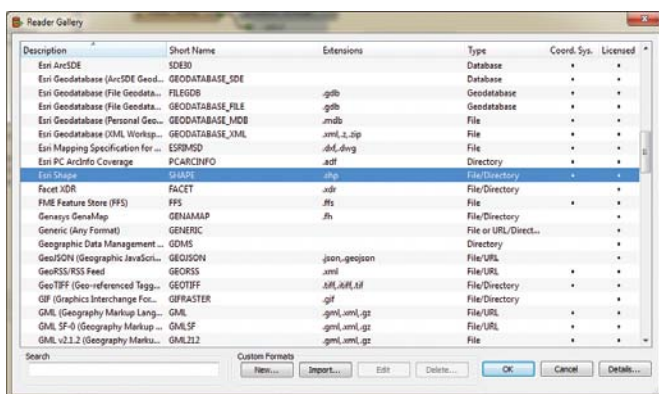 Reader Gallery
Description Short Name Extensions Type Coord. Sys. Licensed
Esri ArcSDE SDE30 Database
Esri Geodatabase (ArcSDE Geod... GEODATABASE_SDE Database
Esri Geodatabase (File Geodata... FILEGDB .gdb Geodatabase
Esri Geodatabase (File Geodata... GEODATABASE_FILE .gdb Geodatabase
Esri Geodatabase (Personal Geo... GEODATABASE_MDB .mdb File
Esri Geodatabase (XML Worksp... GEODATABASE_XML .xml,.z,.zip File
Esri Mapping Specification for ... ESRIMSD .dxf,.dwg File
Esri PC ArcInfo Coverage PCARCINFO .adf Directory
Esri Shape SHAPE .shp File/Directory
Facet XDR FACET .xdr File/Directory
FME Feature Store (FFS) FFS .ffs File
Genasys GenaMap GENAMAP .fh File/Directory
Generic (Any Format) GENERIC File or URL/Direct...
Geographic Data Management ... GDMS Directory
GeoJSON (Geographic JavaScri... GEOJSON .json,.geojson File/URL
GeoRSS/RSS Feed GEORSS .xml File/URL
GeoTIFF (Geo-referenced Tagg... GEOTIFF .tiff,.itiff,.tif File/Directory
GIF (Graphics Interchange For... GIFRASTER .gif File/Directory
GML (Geography Markup Lang... GML .gml,.xml,.gz File/URL
GML SF-0 (Geography Markup ... GMLSF .gml,.xml,.gz File/URL
GML v2.1.2 (Geography Marku... GML212 .gml,.xml,.gz File
Search Custom Formats
New... Import... Edit Delete... OK Cancel Details...